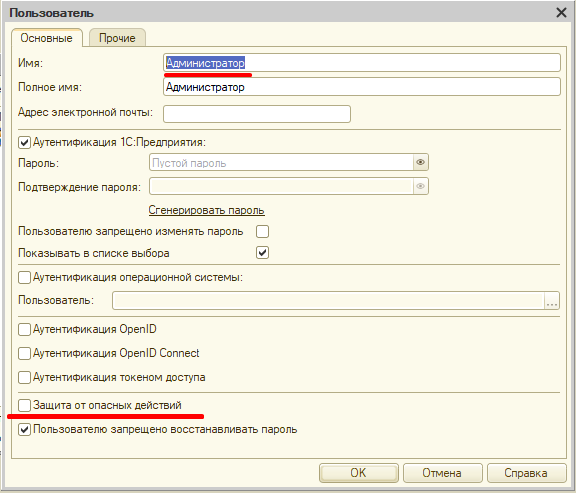 Пользователь
Основные Прочие
Имя: Администратор
Полное имя: Администратор
Адрес электронной почты:
Аутентификация 1С:Предприятия:
Пароль: Пустой пароль
Подтверждение пароля:
Сгенерировать пароль
Пользователю запрещено изменять пароль
Показывать в списке выбора
Аутентификация операционной системы:
Пользователь: ...
Аутентификация OpenID
Аутентификация OpenID Connect
Аутентификация токеном доступа
Защита от опасных действий
Пользователю запрещено восстанавливать пароль
OK Отмена Справка